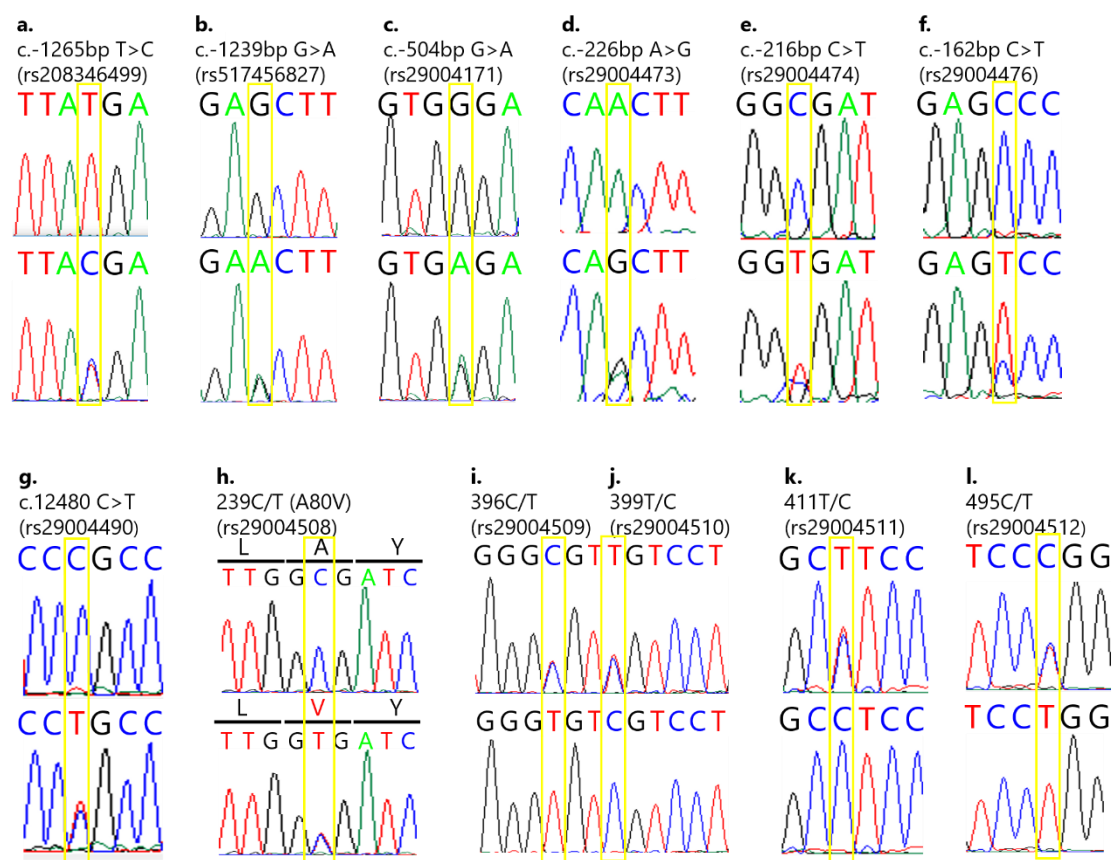 a.
c.-1265bp T>C
(rs208346499)
TTATGA
TTACGA
b.
c.-1239bp G>A
(rs517456827)
GAGCTT
GAACTT
c.
c.-504bp G>A
(rs29004171)
GTGGGA
GTGAGA
d.
c.-226bp A>G
(rs29004473)
CAACTT
CAGCTT
e.
c.-216bp C>T
(rs29004474)
GGCGAT
GGTGAT
f.
c.-162bp C>T
(rs29004476)
GAGCCC
GAGTCC
g.
c.12480 C>T
(rs29004490)
CCCGCC
CCTGCC
h.
239C/T (A80V)
(rs29004508)
L A Y
TTGGCGATC
L V Y
TTGGTGATC
i. j.
396C/T 399T/C
(rs29004509) (rs29004510)
GGGCGTTGTCCT
GGGTGTCGTCCT
k.
411T/C
(rs29004511)
GCTTCC
GCCTCC
l.
495C/T
(rs29004512)
TCCCGG
TCCTGG